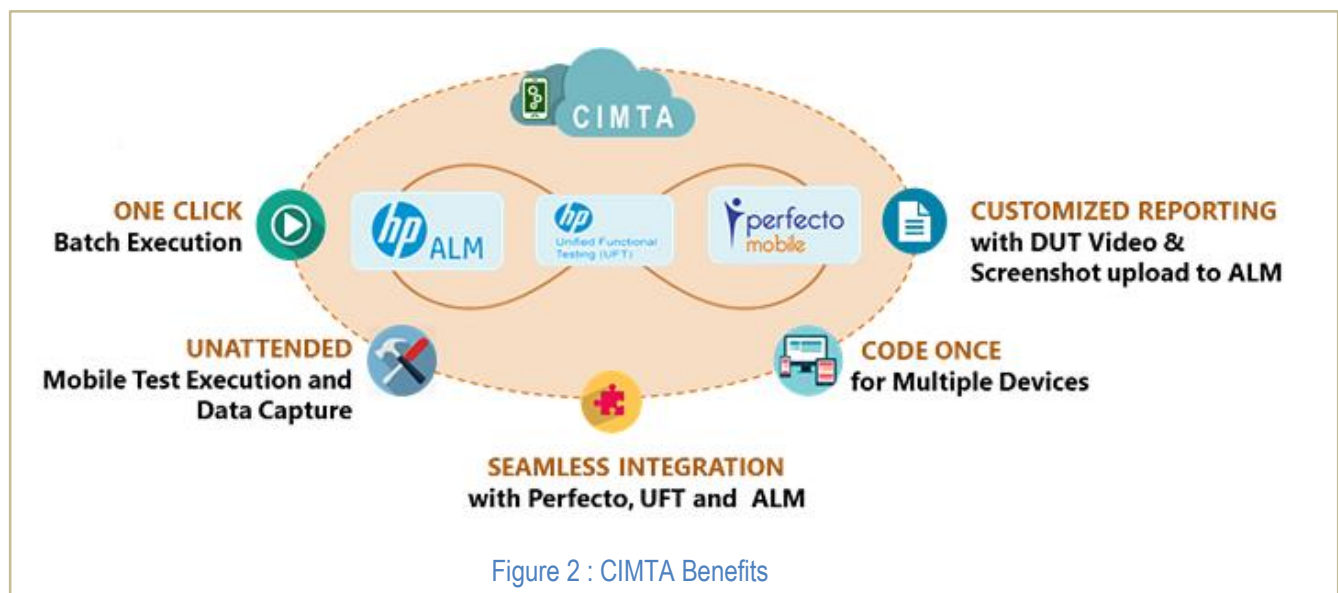 CIMTA
ONE CLICK
Batch Execution
hp
ALM
hp
Unified Functional
Testing (UFT)
perfecto
mobile
CUSTOMIZED REPORTING
with DUT Video &
Screenshot upload to ALM
UNATTENDED
Mobile Test Execution and
Data Capture
CODE ONCE
for Multiple Devices
SEAMLESS INTEGRATION
with Perfecto, UFT and ALM
Figure 2 : CIMTA Benefits